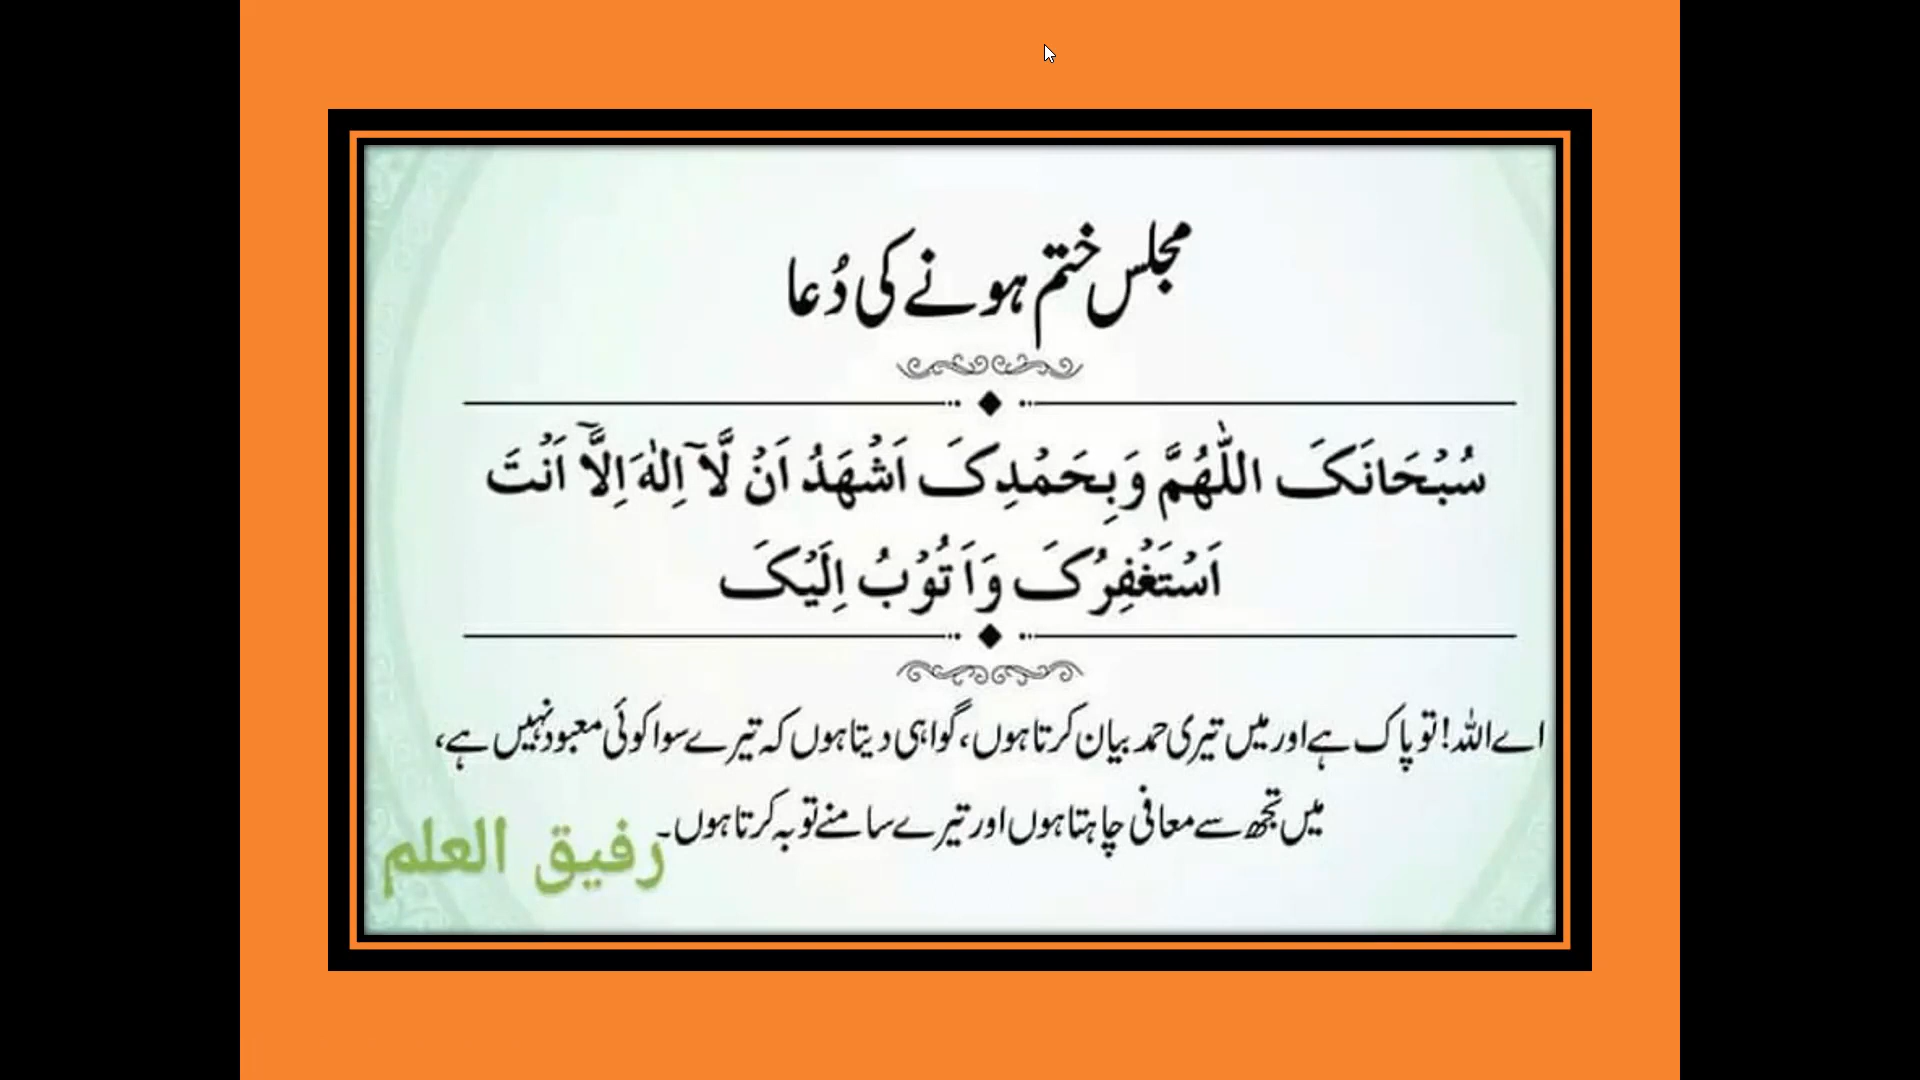 مجلس ختم ہونے کی دُعا
سُبْحَانَکَ اللّٰهُمَّ وَبِحَمْدِکَ اَشْهَدُ اَنْ لَّآ اِلٰهَ اِلَّآ اَنْتَ
اَسْتَغْفِرُکَ وَاَتُوْبُ اِلَیْکَ
اے اللہ! تو پاک ہے اور میں تیری حمد بیان کرتا ہوں، گواہی دیتا ہوں کہ تیرے سوا کوئی معبود نہیں ہے،
میں تجھ سے معافی چاہتا ہوں اور تیرے سامنے توبہ کرتا ہوں۔
رفيق العلم